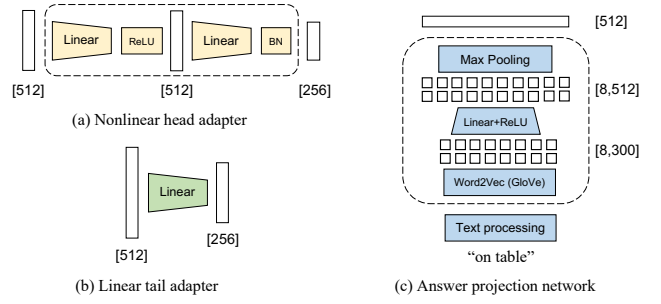 Linear
ReLU
Linear
BN
[512]
[512]
[256]
(a) Nonlinear head adapter
Linear
[512]
[256]
(b) Linear tail adapter
[512]
Max Pooling
[8,512]
Linear+ReLU
[8,300]
Word2Vec (GloVe)
Text processing
“on table”
(c) Answer projection network